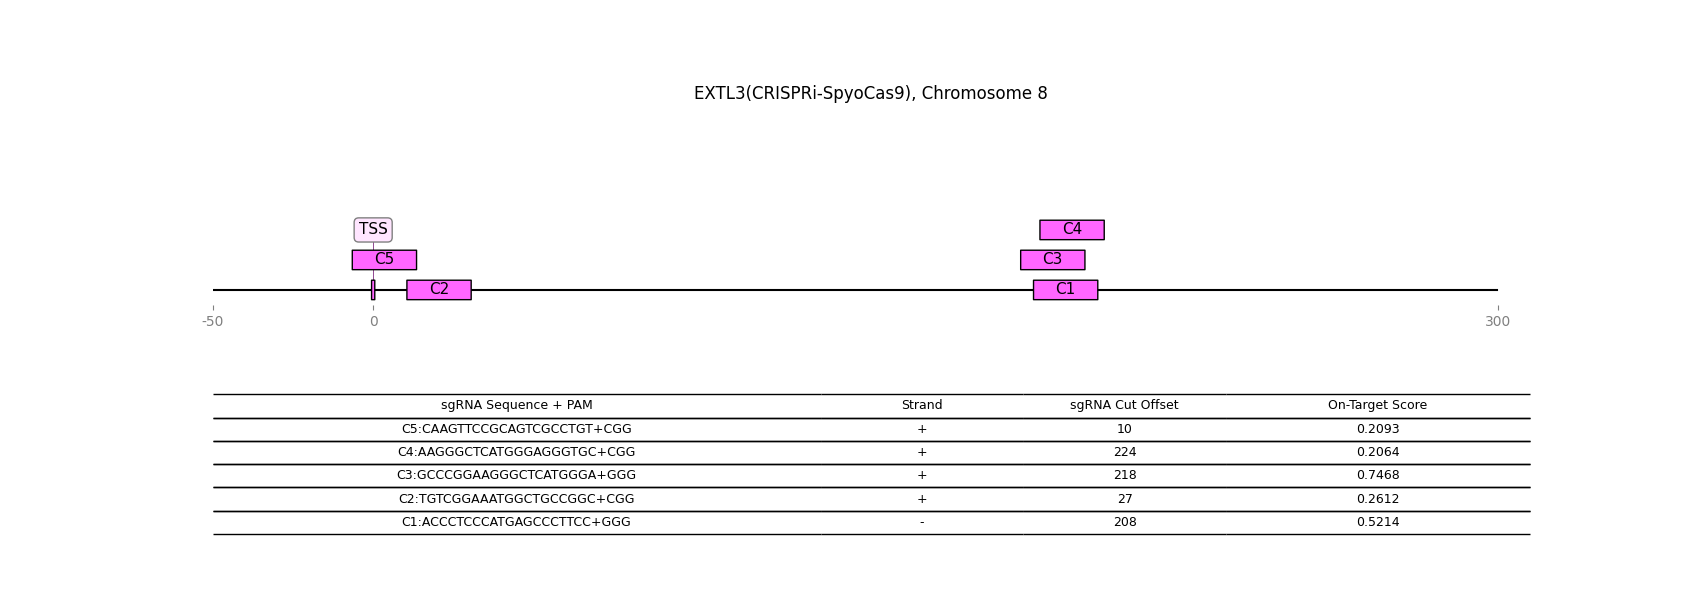 EXTL3(CRISPRi-SpyoCas9), Chromosome 8
C4
TSS
C5
C3
C2
C1
-50 0 300
sgRNA Sequence + PAM Strand sgRNA Cut Offset On-Target Score
C5:CAAGTTCCGCAGTCGCCTGT+CGG + 10 0.2093
C4:AAGGGCTCATGGGAGGGTGC+CGG + 224 0.2064
C3:GCCCGGAAGGGCTCATGGGA+GGG + 218 0.7468
C2:TGTCGGAAATGGCTGCCGGC+CGG + 27 0.2612
C1:ACCCTCCCATGAGCCCTTCC+GGG - 208 0.5214